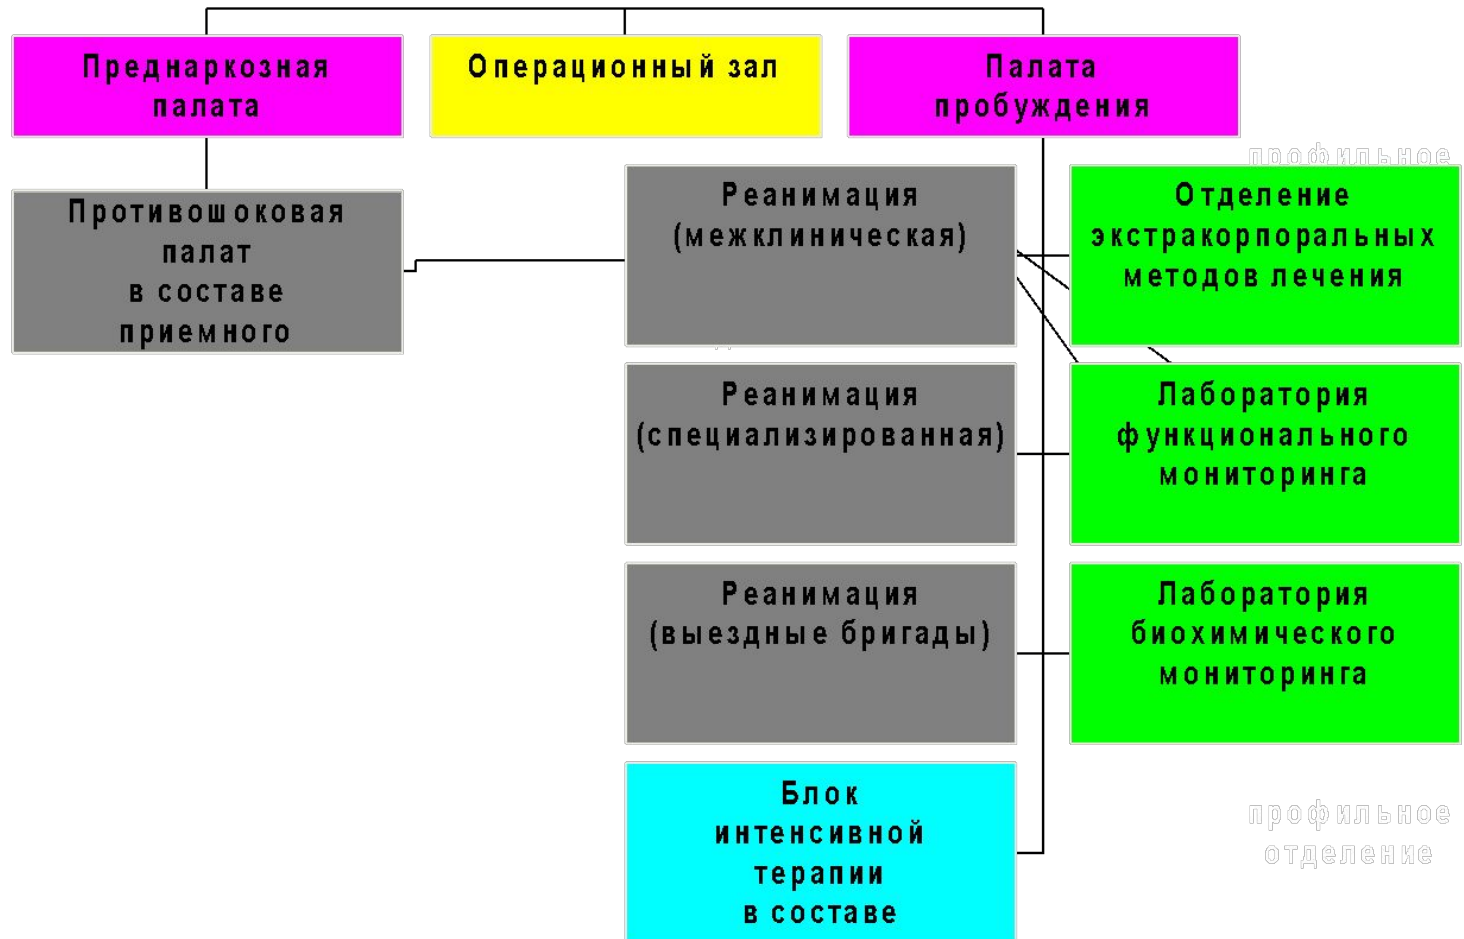 Преднаркозная
палата
Операционный зал
Палата
пробуждения
профильное
Противошоковая
палат
в составе
приемного
Реанимация
(межклиническая)
Отделение
экстракорпоральных
методов лечения
Реанимация
(специализированная)
Лаборатория
функционального
мониторинга
Реанимация
(выездные бригады)
Лаборатория
биохимического
мониторинга
Блок
интенсивной
терапии
в составе
профильное
отделение